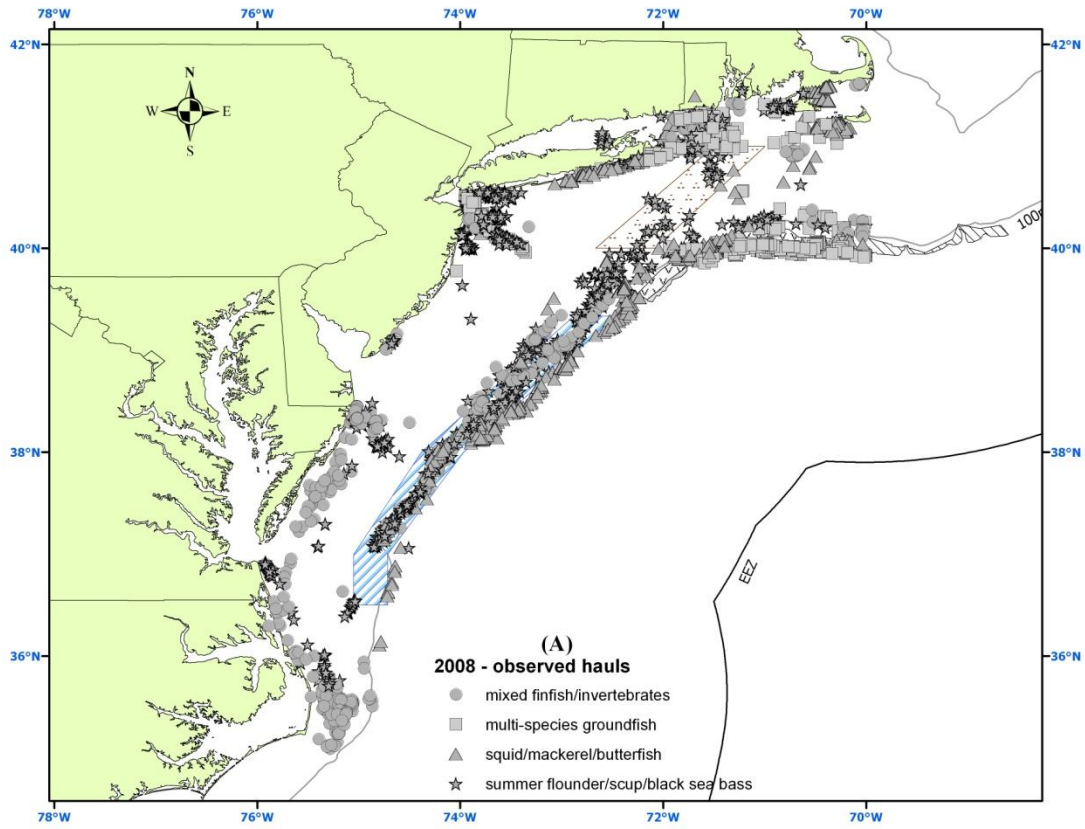 78°W 76°W 74°W 72°W 70°W
42°N 42°N
N
W E
S
40°N 40°N
100m
38°N 38°N
EEZ
36°N 36°N
(A)
2008 - observed hauls
mixed finfish/invertebrates
multi-species groundfish
squid/mackerel/butterfish
summer flounder/scup/black sea bass
78°W 76°W 74°W 72°W 70°W